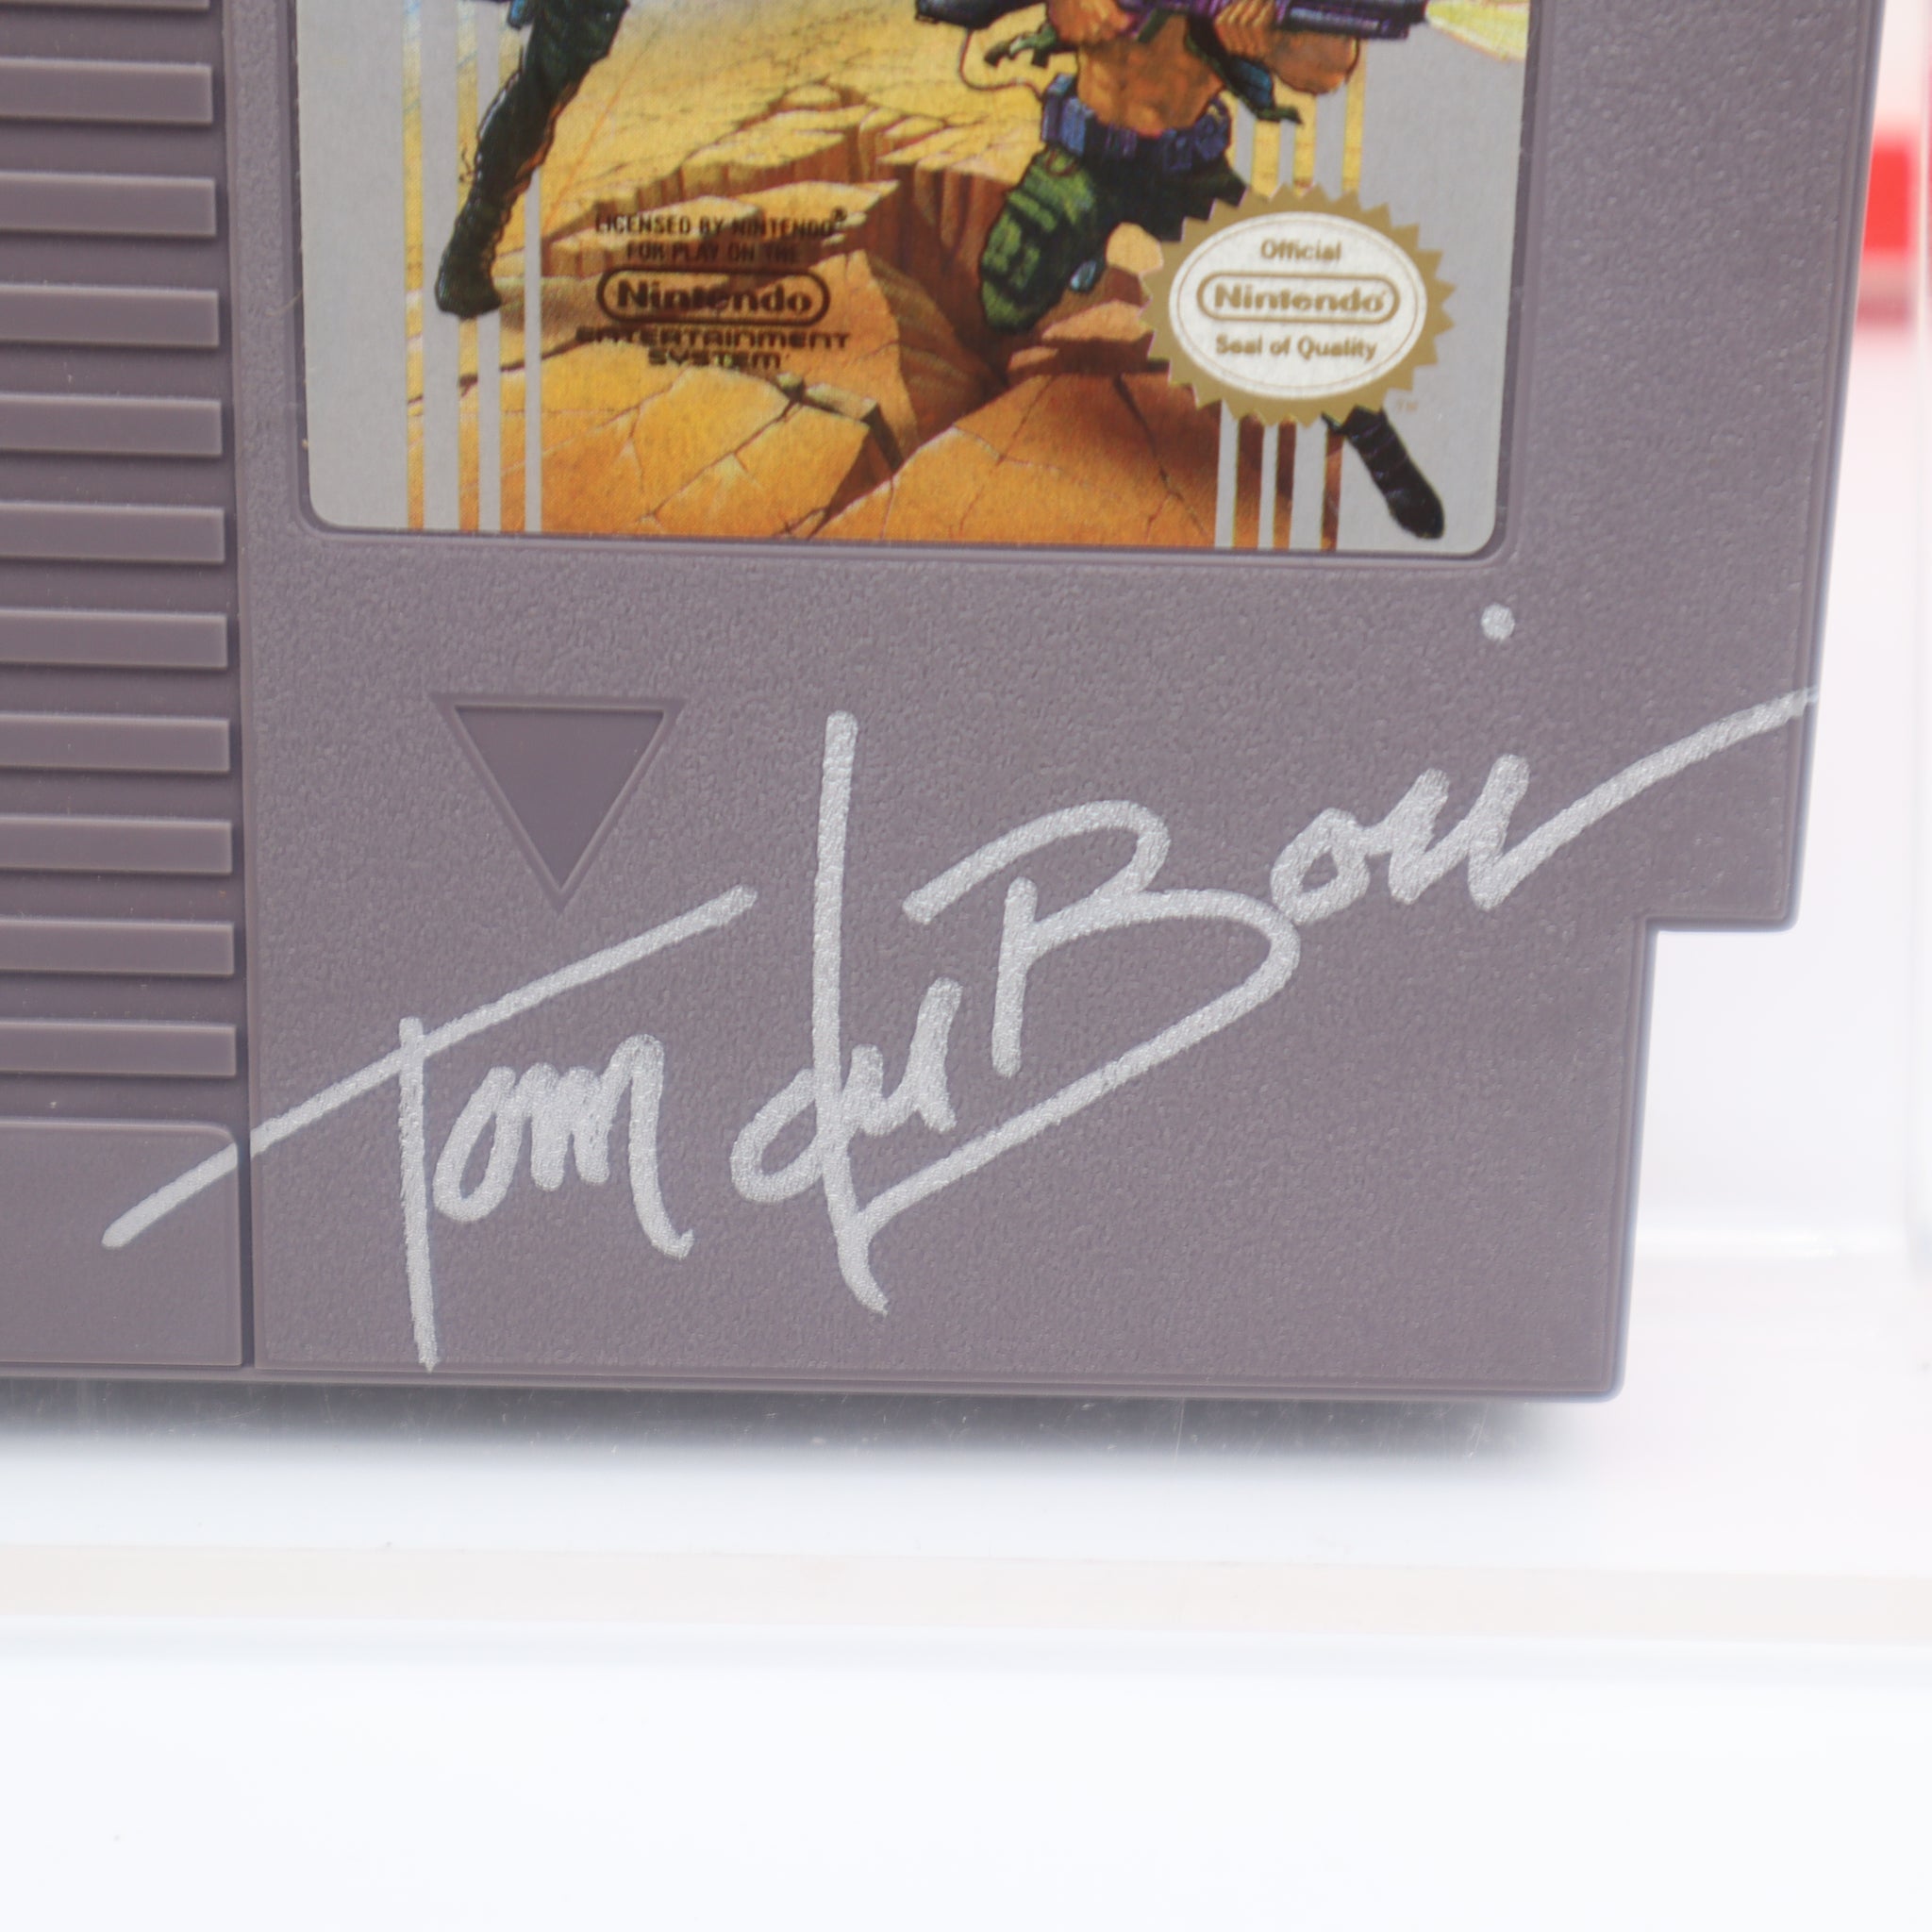 LICENSED BY NINTENDO®
FOR PLAY ON THE
Nintendo
ENTERTAINMENT
SYSTEM
Official
Nintendo
Seal of Quality
TM
Tom duBois